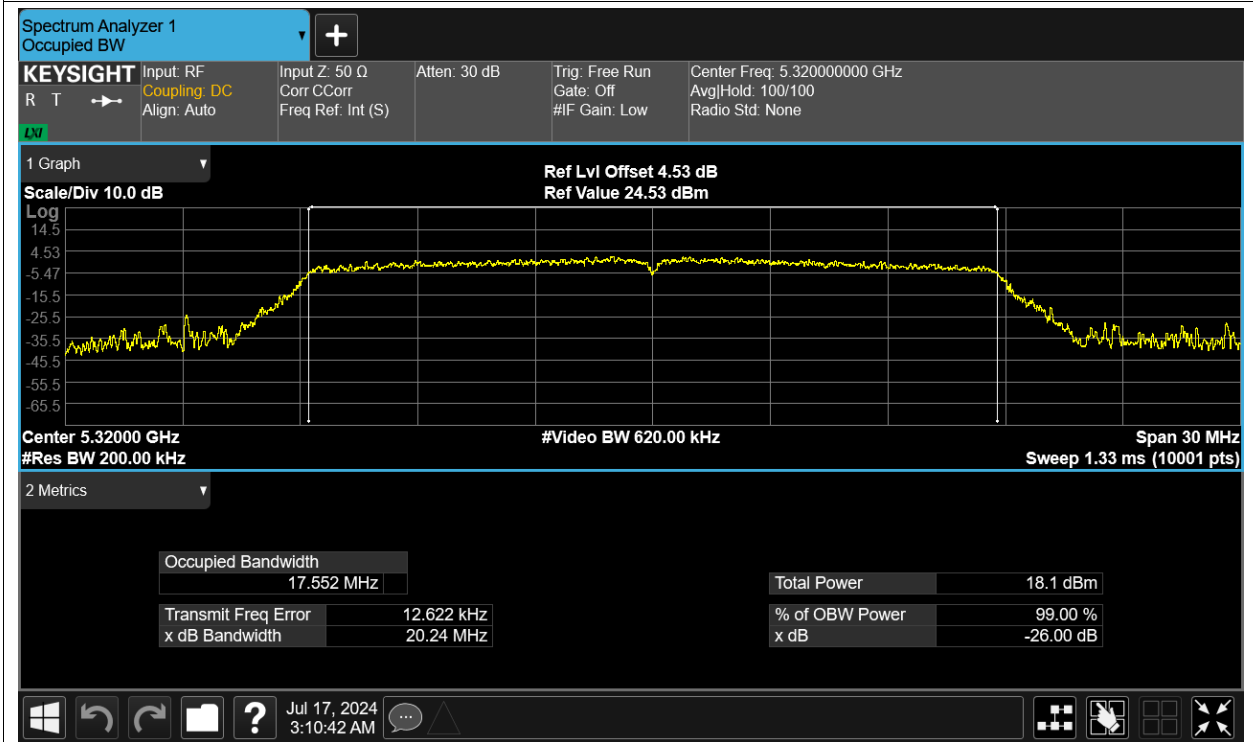 Spectrum Analyzer 1
Occupied BW
KEYSIGHT
R T
LXI
Input: RF
Coupling: DC
Align: Auto
Input Z: 50 Ω
Corr CCorr
Freq Ref: Int (S)
Atten: 30 dB
Trig: Free Run
Gate: Off
#IF Gain: Low
Center Freq: 5.320000000 GHz
Avg|Hold: 100/100
Radio Std: None
1 Graph
Scale/Div 10.0 dB
Ref Lvl Offset 4.53 dB
Ref Value 24.53 dBm
Log
14.5
4.53
-5.47
-15.5
-25.5
-35.5
-45.5
-55.5
-65.5
Center 5.32000 GHz
#Video BW 620.00 kHz
Span 30 MHz
#Res BW 200.00 kHz
Sweep 1.33 ms (10001 pts)
2 Metrics
Occupied Bandwidth
17.552 MHz
Transmit Freq Error 12.622 kHz
x dB Bandwidth 20.24 MHz
Total Power 18.1 dBm
% of OBW Power 99.00 %
x dB -26.00 dB
?
Jul 17, 2024
3:10:42 AM